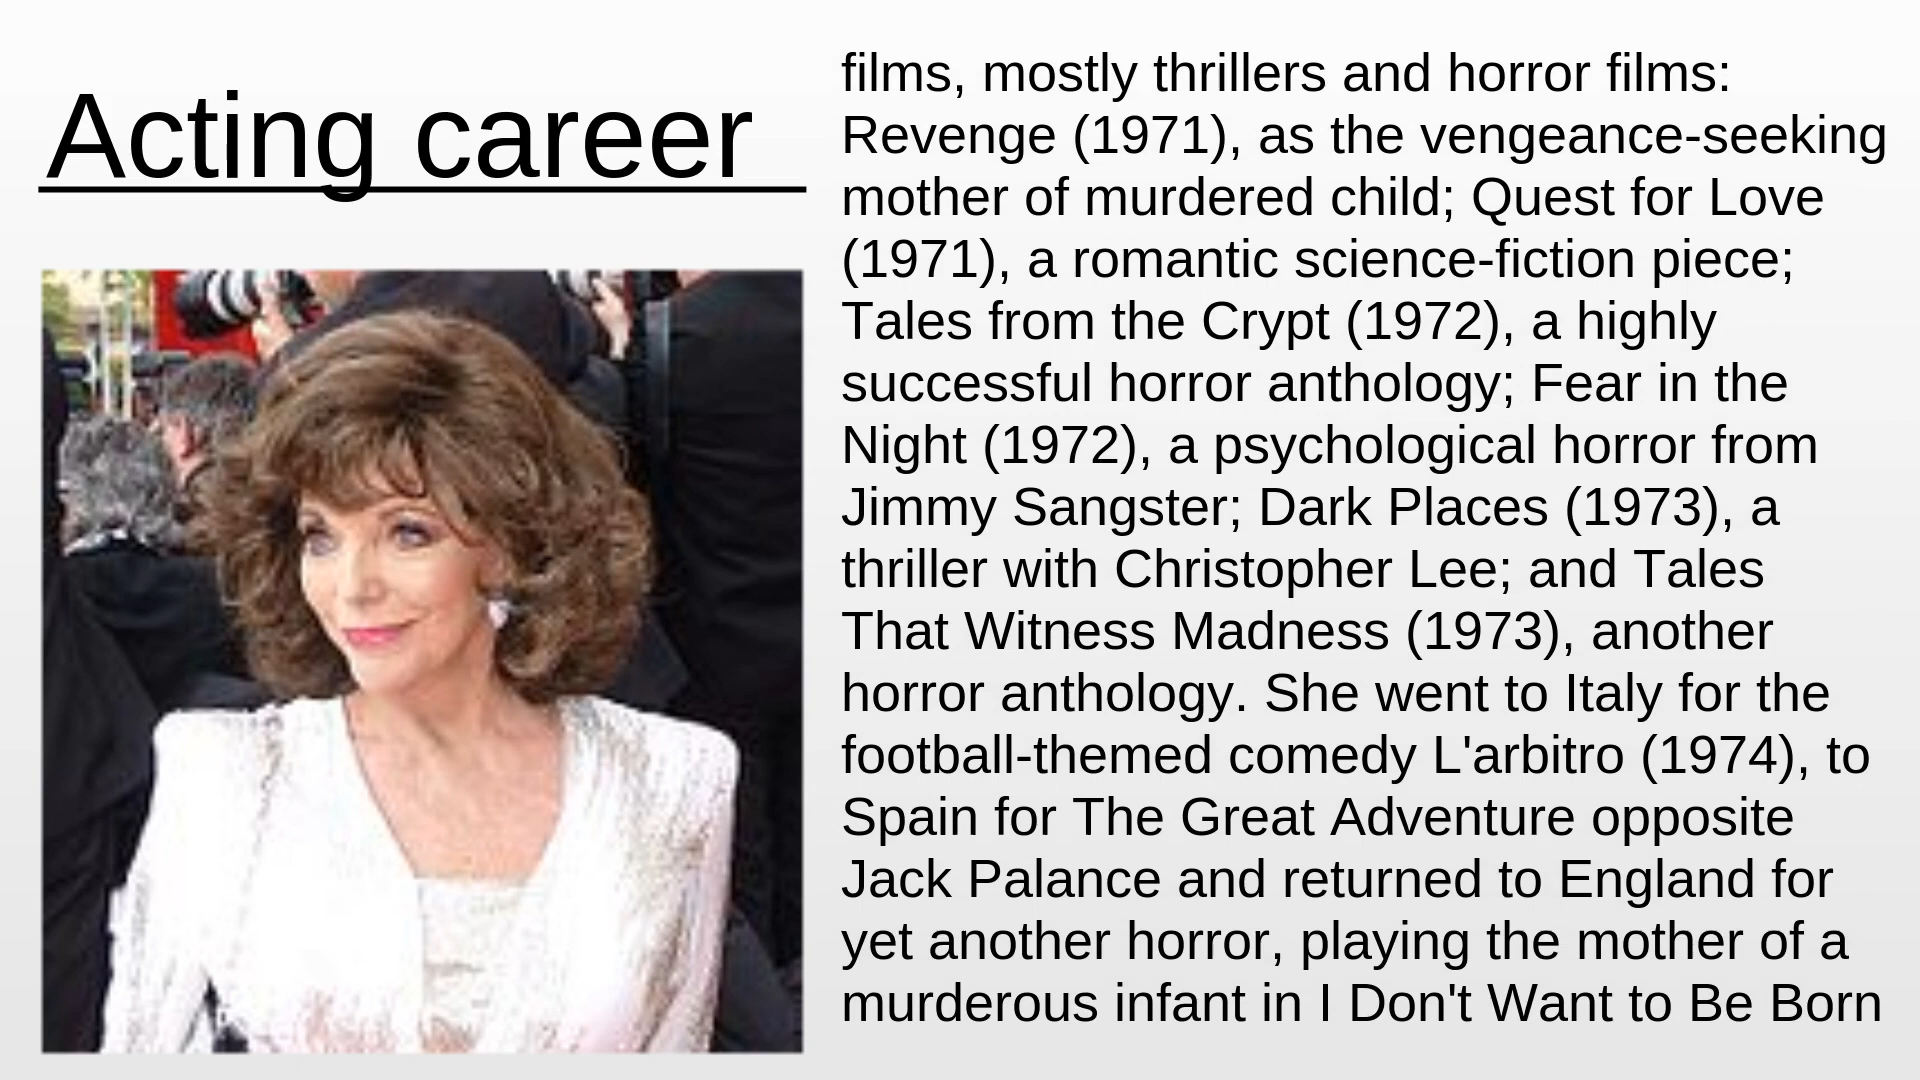 Acting career
films, mostly thrillers and horror films:
Revenge (1971), as the vengeance-seeking
mother of murdered child; Quest for Love
(1971), a romantic science-fiction piece;
Tales from the Crypt (1972), a highly
successful horror anthology; Fear in the
Night (1972), a psychological horror from
Jimmy Sangster; Dark Places (1973), a
thriller with Christopher Lee; and Tales
That Witness Madness (1973), another
horror anthology. She went to Italy for the
football-themed comedy L'arbitro (1974), to
Spain for The Great Adventure opposite
Jack Palance and returned to England for
yet another horror, playing the mother of a
murderous infant in I Don't Want to Be Born